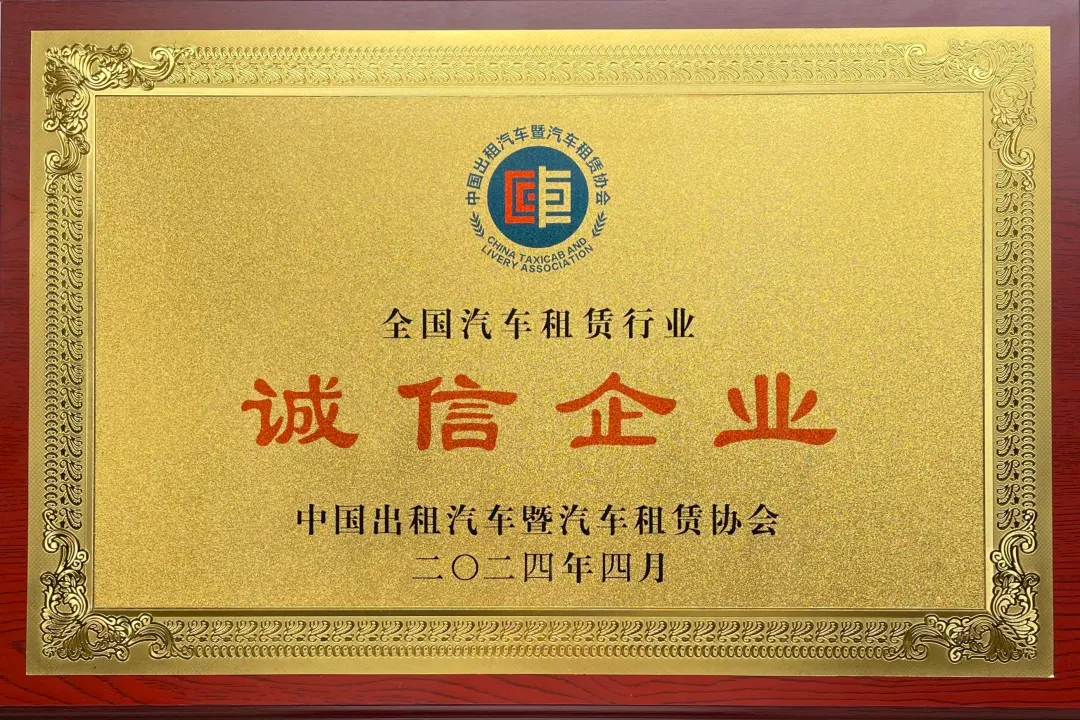 中国出租汽车暨汽车租赁协会
CHINA TAXICAB AND
LIVERY ASSOCIATION
全国汽车租赁行业
诚信企业
中国出租汽车暨汽车租赁协会
二〇二四年四月